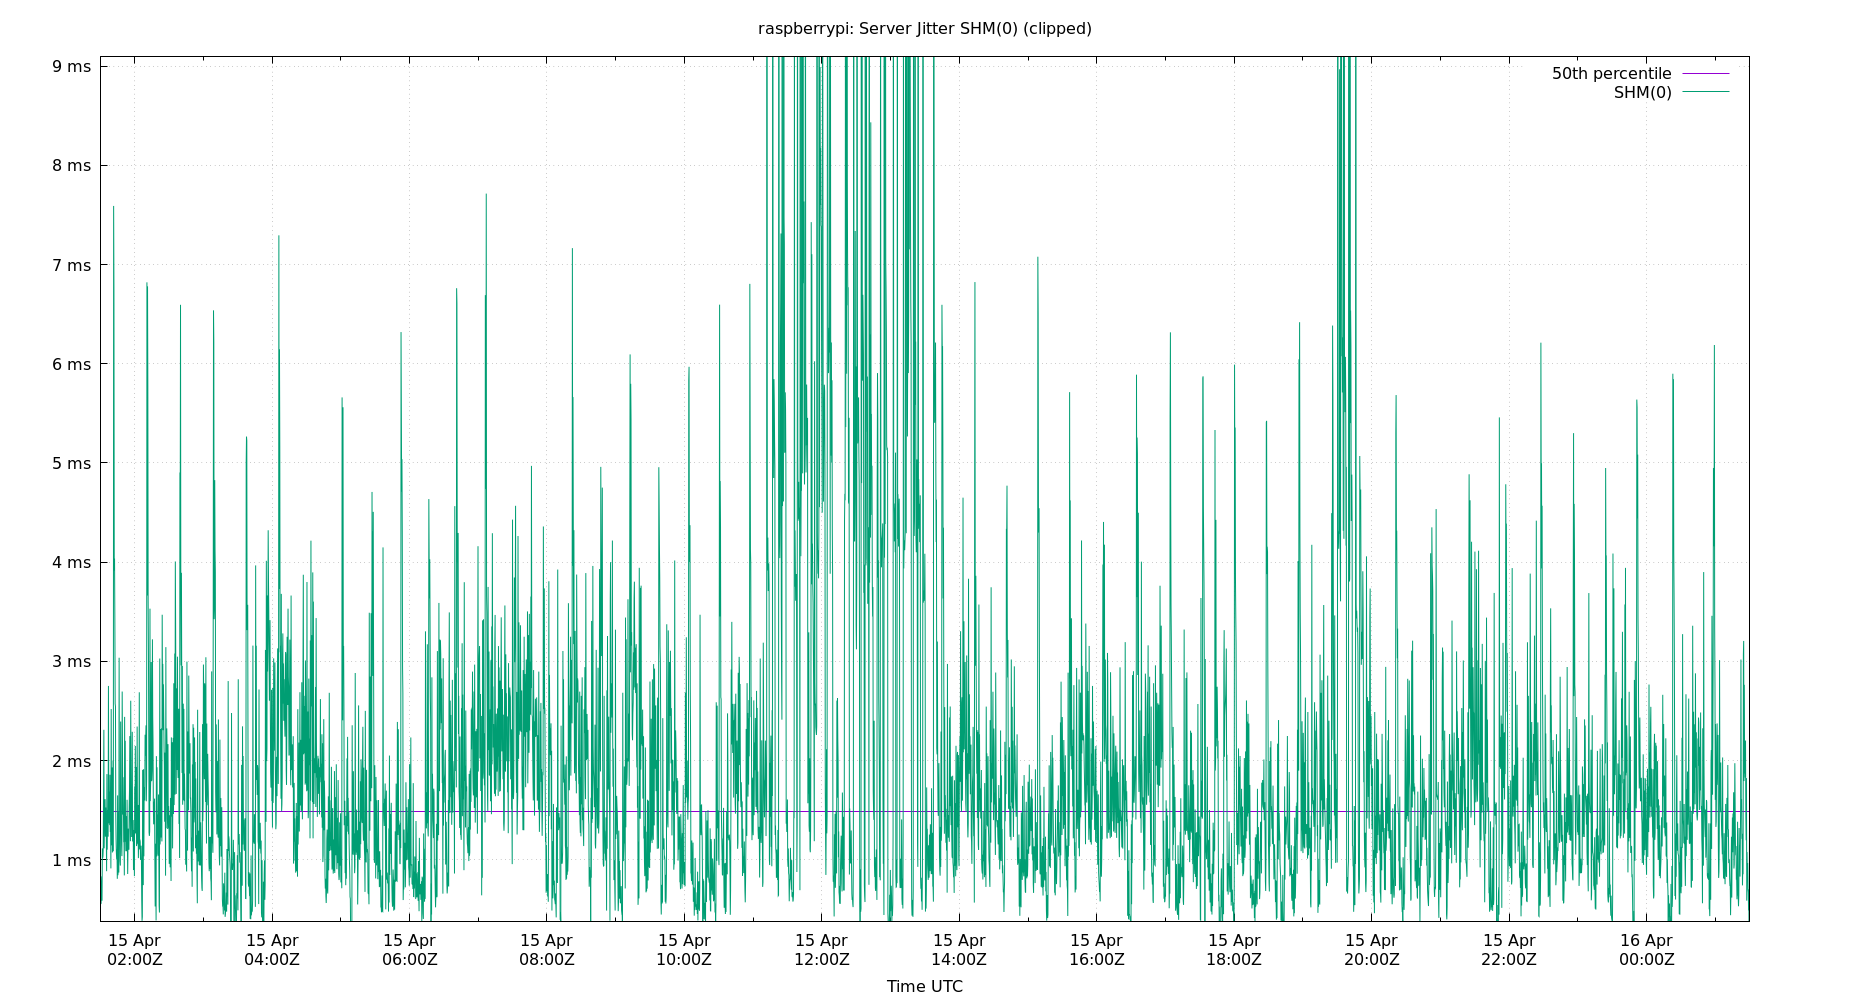 raspberrypi: Server Jitter SHM(0) (clipped)
50th percentile
SHM(0)
9 ms
8 ms
7 ms
6 ms
5 ms
4 ms
3 ms
2 ms
1 ms
15 Apr 15 Apr 15 Apr 15 Apr 15 Apr 15 Apr 15 Apr 15 Apr 15 Apr 15 Apr 15 Apr 16 Apr
02:00Z 04:00Z 06:00Z 08:00Z 10:00Z 12:00Z 14:00Z 16:00Z 18:00Z 20:00Z 22:00Z 00:00Z
Time UTC